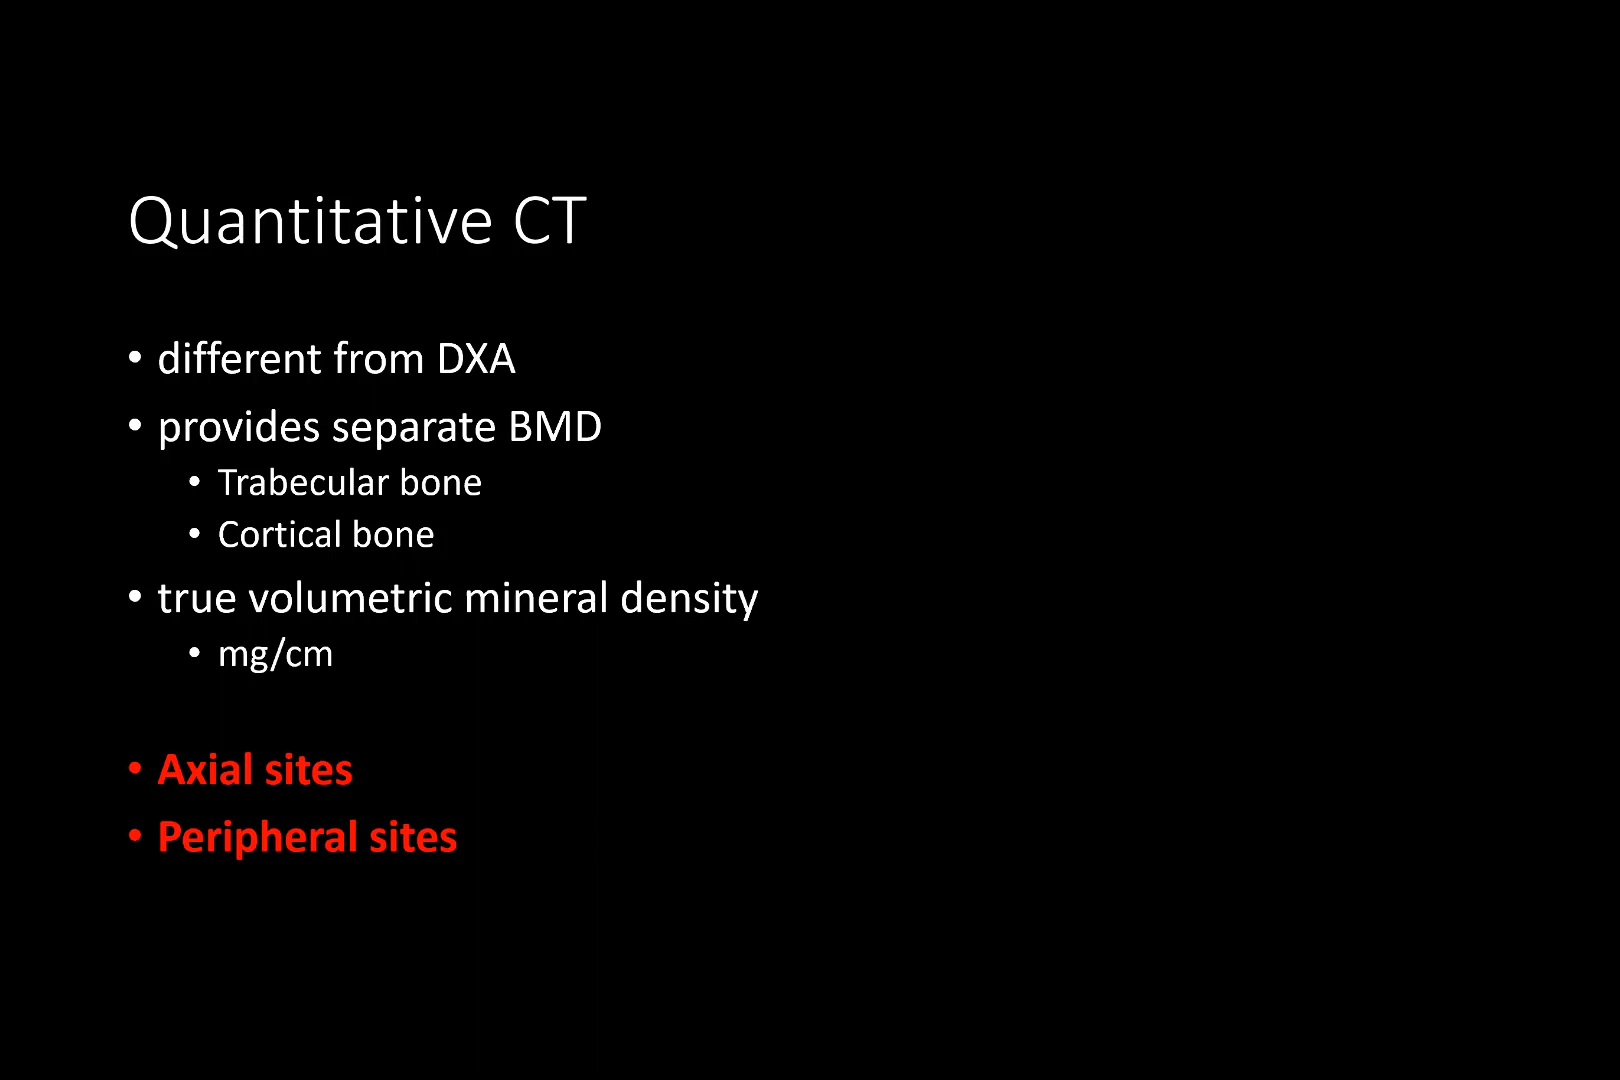 Quantitative CT
• different from DXA
• provides separate BMD
• Trabecular bone
• Cortical bone
• true volumetric mineral density
• mg/cm
• Axial sites
• Peripheral sites